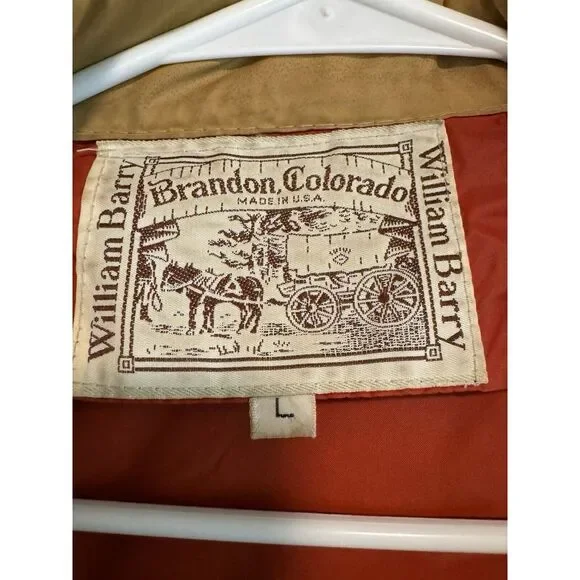 Brandon, Colorado
MADE IN U.S.A.
William Barry
William Barry
L